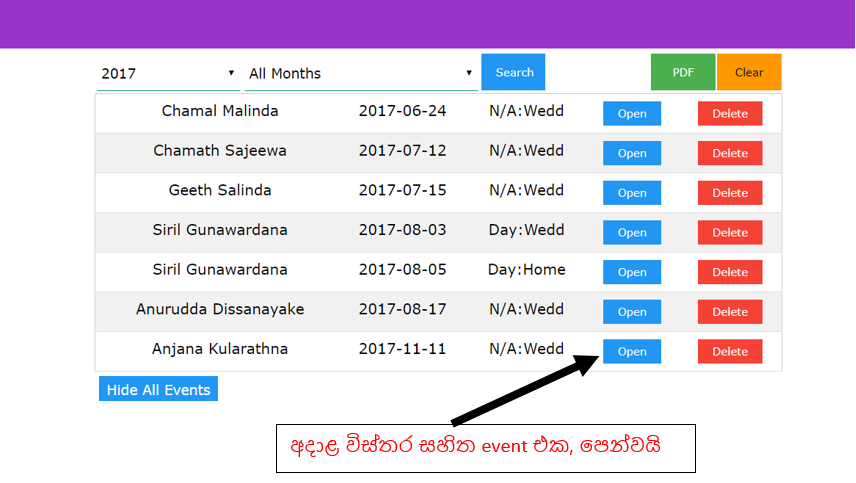 2017 All Months Search PDF Clear
Chamal Malinda 2017-06-24 N/A:Wedd Open Delete
Chamath Sajeewa 2017-07-12 N/A:Wedd Open Delete
Geeth Salinda 2017-07-15 N/A:Wedd Open Delete
Siril Gunawardana 2017-08-03 Day:Wedd Open Delete
Siril Gunawardana 2017-08-05 Day:Home Open Delete
Anurudda Dissanayake 2017-08-17 N/A:Wedd Open Delete
Anjana Kularathna 2017-11-11 N/A:Wedd Open Delete
Hide All Events
අදාළ විස්තර සහිත event එක, පෙන්වයි